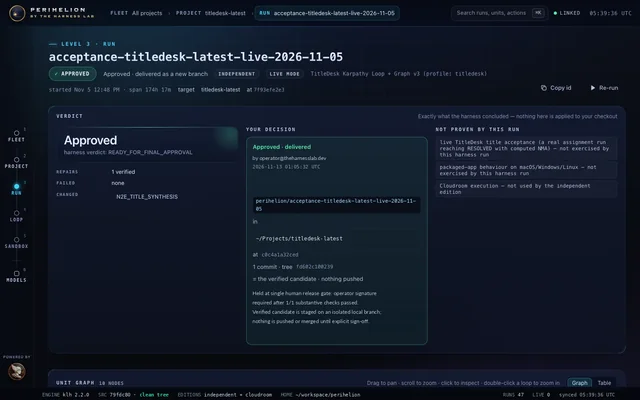 PERIHELION
BY THE HARNESS LAB
FLEET All projects › PROJECT titledesk-latest › RUN acceptance-titledesk-latest-live-2026-11-05
Search runs, units, actions: ⌘K
LINKED
05:39:36 UTC
FLEET
PROJECT
RUN
LOOP
SANDBOX
MODELS
POWERED BY
LEVEL 2 · RUN
acceptance-titledesk-latest-live-2026-11-05
✓ APPROVED
Approved · delivered as a new branch
INDEPENDENT
LIVE MODE
TitleDesk Karpathy Loop + Graph v3 (profile: titledesk)
started Nov 5 12:48 PM · span 174h 17m target titledesk-latest at 7f93efe2e3
Copy id
Re-run
VERDICT
Exactly what the harness concluded — nothing here is applied to your checkout
Approved
harness verdict: READY_FOR_FINAL_APPROVAL
REPAIRS 1 verified
FAILED none
CHANGED N2E_TITLE_SYNTHESIS
YOUR DECISION
Approved · delivered
by operator@theharnesslab.dev
2026-11-13 01:05:32 UTC
perihelion/acceptance-titledesk-latest-live-2026-11-
05
in
~/Projects/titledesk-latest
at c0c4a1a32ced
1 commit · tree fd602c100239
= the verified candidate · nothing pushed
Held at single human release gate: operator signature
required after 1/1 substantive checks passed.
Verified candidate is staged on an isolated local branch;
nothing is pushed or merged until explicit sign-off.
NOT PROVEN BY THIS RUN
live TitleDesk title acceptance (a real assignment run
reaching RESOLVED with computed NMA) — not exercised by
this harness run
packaged-app behaviour on macOS/Windows/Linux — not
exercised by this harness run
Cloudroom execution — not used by the independent
edition
UNIT GRAPH 10 NODES
Drag to pan · scroll to zoom · click to inspect · double-click a loop to zoom in
Graph
Table
ENGINE klh 2.2.0 SRC 79fdc80 · clean tree EDITIONS independent + cloudroom HOME ~/workspace/perihelion
RUNS 47 LIVE 0 synced 05:39:36 UTC